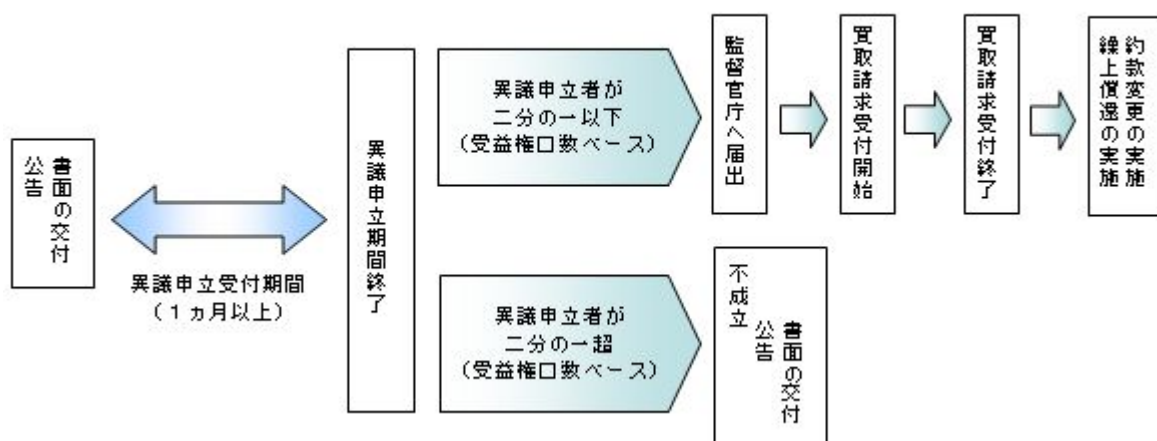 書面の交付
公告
異議申立受付期間
(1ヵ月以上)
異議申立期間終了
異議申立者が
二分の一以下
(受益権口数ベース)
監督官庁へ届出
買取請求受付開始
買取請求受付終了
約款変更の実施
繰上償還の実施
異議申立者が
二分の一超
(受益権口数ベース)
不成立
書面の交付
公告